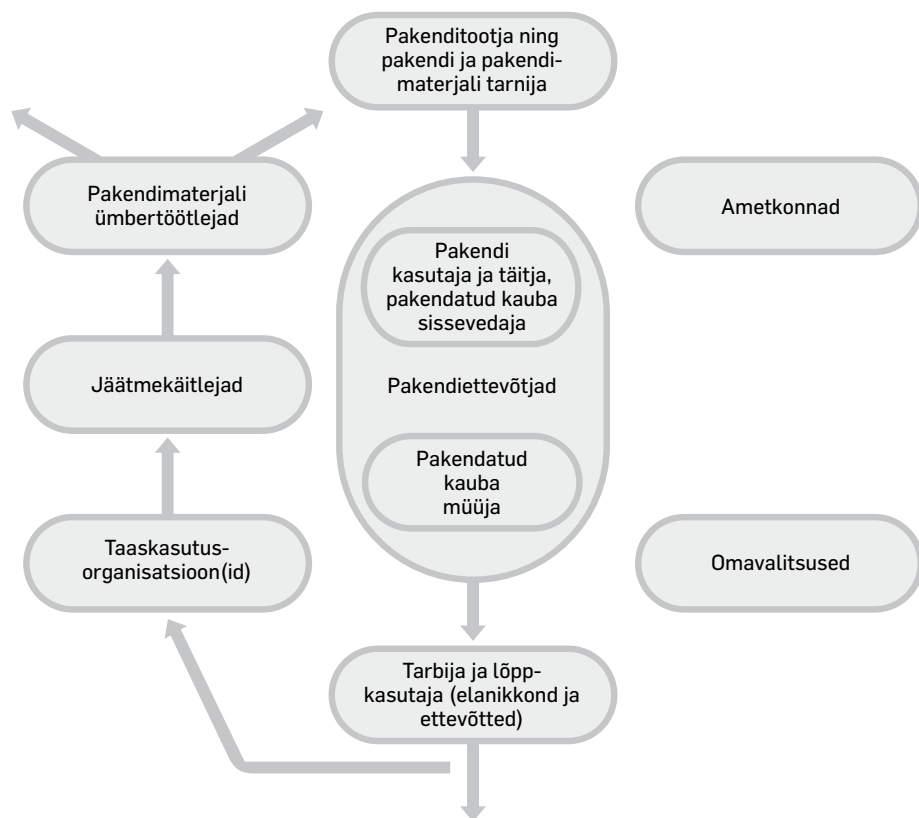 Pakenditootja ning
pakendi ja pakendi-
materjali tarnija
Pakendimaterjali
ümbertöötlejad
Ametkonnad
Pakendi
kasutaja ja täitja,
pakendatud kauba
sissevedaja
Jäätmekäitlejad
Pakendiettevõtjad
Pakendatud
kauba
müüja
Taaskasutus-
organisatsioon(id)
Omavalitsused
Tarbija ja lõpp-
kasutaja (elanikkond ja
ettevõtted)